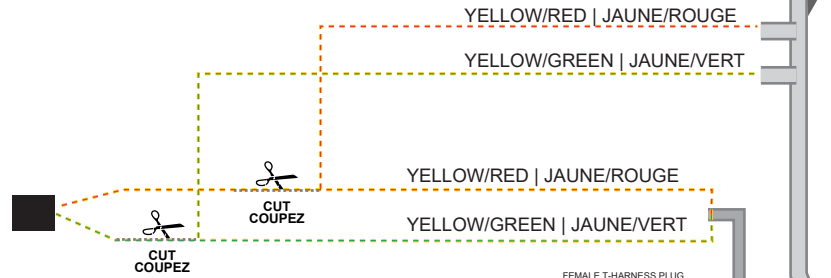 YELLOW/RED | JAUNE/ROUGE
YELLOW/GREEN | JAUNE/VERT
YELLOW/RED | JAUNE/ROUGE
CUT
COUPEZ
YELLOW/GREEN | JAUNE/VERT
CUT
COUPEZ
FEMALE T-HARNESS PLUG